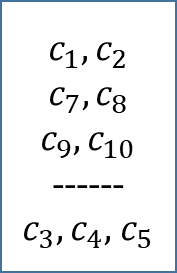 c₁, c₂
c₇, c₈
c₉, c₁₀
------
c₃, c₄, c₅